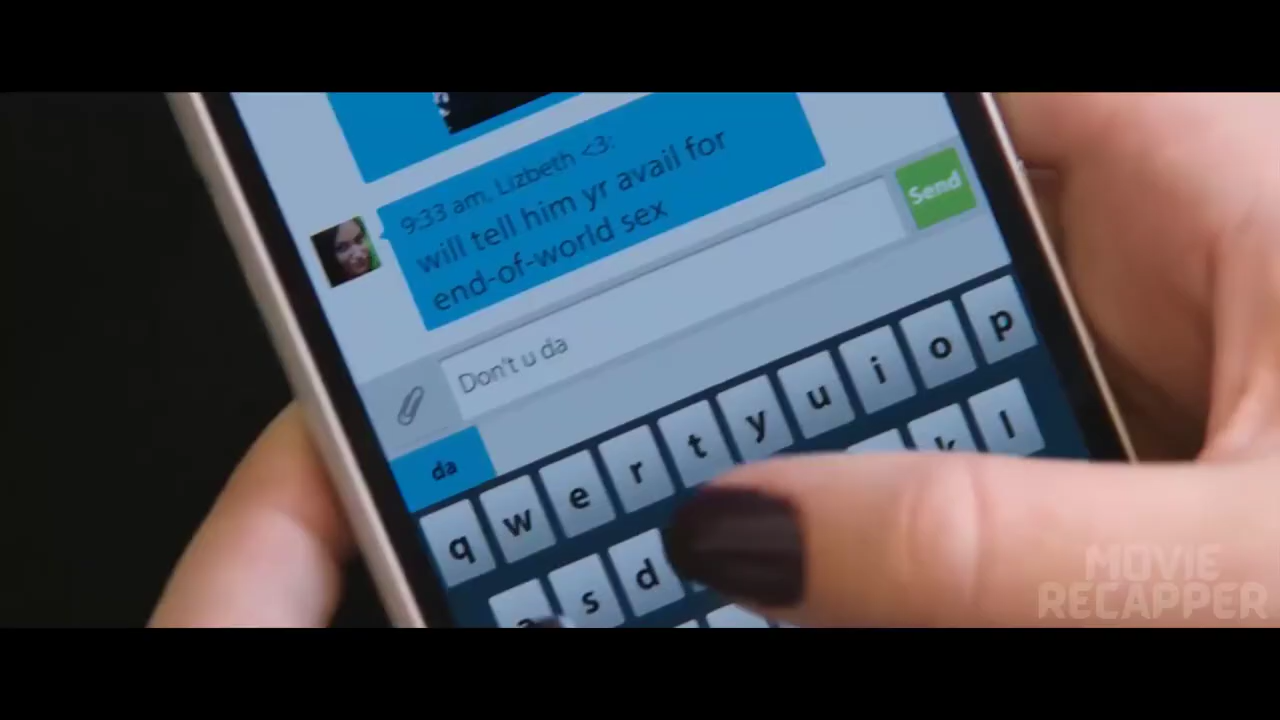 9:33 am, Lizbeth <3:
will tell him yr avail for
end-of-world sex
Send
Don't u da
da
q w e r t y u i o p
a s d k l
MOVIE
RECAPPER